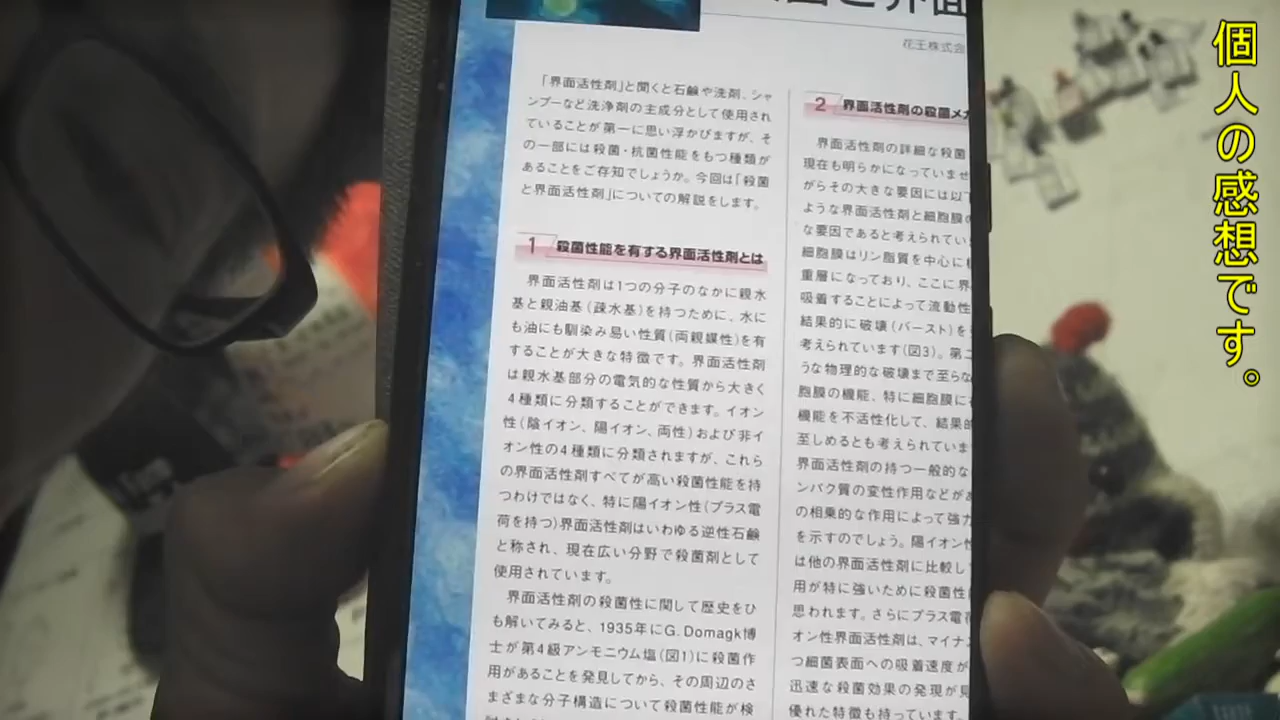 花王株式会
「界面活性剤」と聞くと石鹸や洗剤、シャ
ンプーなど洗浄剤の主成分として使用され
ていることが第一に思い浮かびますが、そ
の一部には殺菌・抗菌性能をもつ種類が
あることをご存知でしょうか。今回は「殺菌
と界面活性剤」についての解説をします。
1 殺菌性能を有する界面活性剤とは
界面活性剤は1つの分子のなかに親水
基と親油基(疎水基)を持つために、水に
も油にも馴染み易い性質(両親媒性)を有
することが大きな特徴です。界面活性剤
は親水基部分の電気的な性質から大きく
4種類に分類することができます。イオン
性(陰イオン、陽イオン、両性)および非イ
オン性の4種類に分類されますが、これら
の界面活性剤すべてが高い殺菌性能を持
つわけではなく、特に陽イオン性(プラス電
荷を持つ)界面活性剤はいわゆる逆性石鹸
と称され、現在広い分野で殺菌剤として
使用されています。
界面活性剤の殺菌性に関して歴史をひ
も解いてみると、1935年にG. Domagk博
士が第4級アンモニウム塩(図1)に殺菌作
用があることを発見してから、その周辺のさ
まざまな分子構造について殺菌性能が検
2 界面活性剤の殺菌メカ
界面活性剤の詳細な殺菌
現在も明らかになっていませ
がらその大きな要因には以下
ような界面活性剤と細胞膜の
な要因であると考えられてい
細胞膜はリン脂質を中心に
重層になっており、ここに界
吸着することによって流動性
結果的に破壊(バースト)を
考えられています(図3)。第二
うな物理的な破壊まで至らな
胞膜の機能、特に細胞膜に
機能を不活性化して、結果的
至しめるとも考えられていま
界面活性剤の持つ一般的な
ンパク質の変性作用などがあ
の相乗的な作用によって強力
を示すのでしょう。陽イオン性
は他の界面活性剤に比較し
用が特に強いために殺菌性
思われます。さらにプラス電荷
オン性界面活性剤は、マイナ
つ細菌表面への吸着速度が
迅速な殺菌効果の発現が見
優れた特徴も持っています。
個人の感想です。